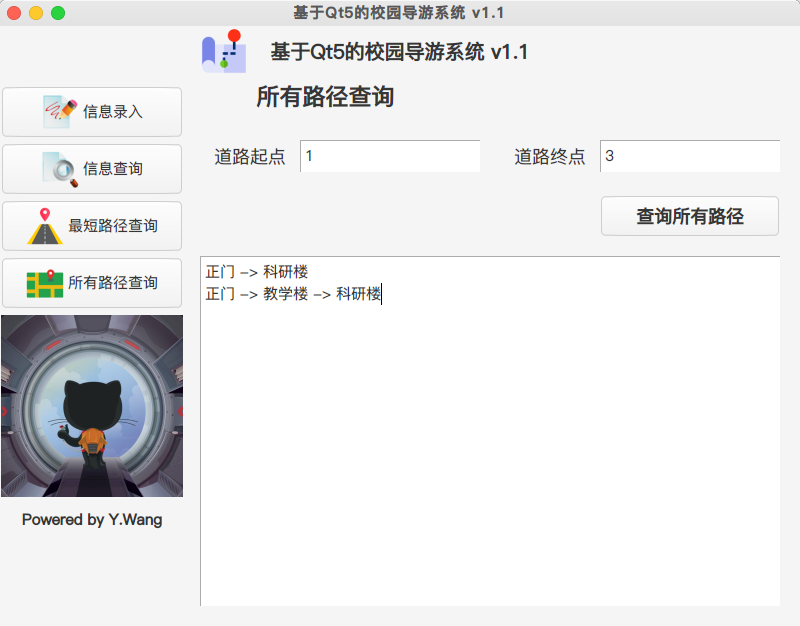 基于Qt5的校园导游系统 v1.1
基于Qt5的校园导游系统 v1.1
所有路径查询
信息录入
信息查询
最短路径查询
所有路径查询
Powered by Y.Wang
道路起点 1 道路终点 3
查询所有路径
正门 –> 科研楼
正门 –> 教学楼 –> 科研楼